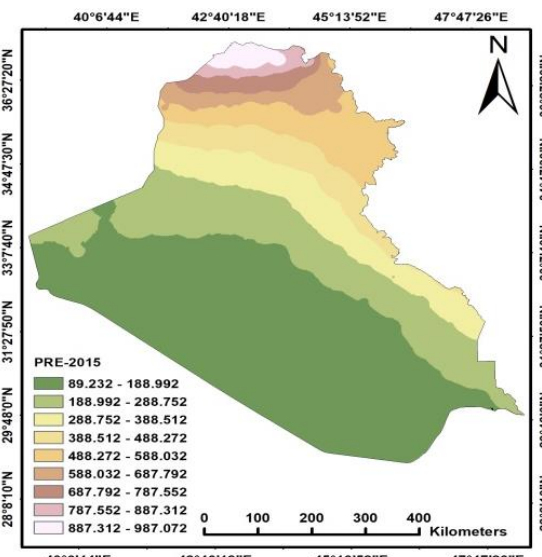 40°6'44"E 42°40'18"E 45°13'52"E 47°47'26"E
N
36°27'20"N
34°47'30"N
33°7'40"N
31°27'50"N
29°48'0"N
28°8'10"N
PRE-2015
89.232 - 188.992
188.992 - 288.752
288.752 - 388.512
388.512 - 488.272
488.272 - 588.032
588.032 - 687.792
687.792 - 787.552
787.552 - 887.312
887.312 - 987.072
0 100 200 300 400
Kilometers